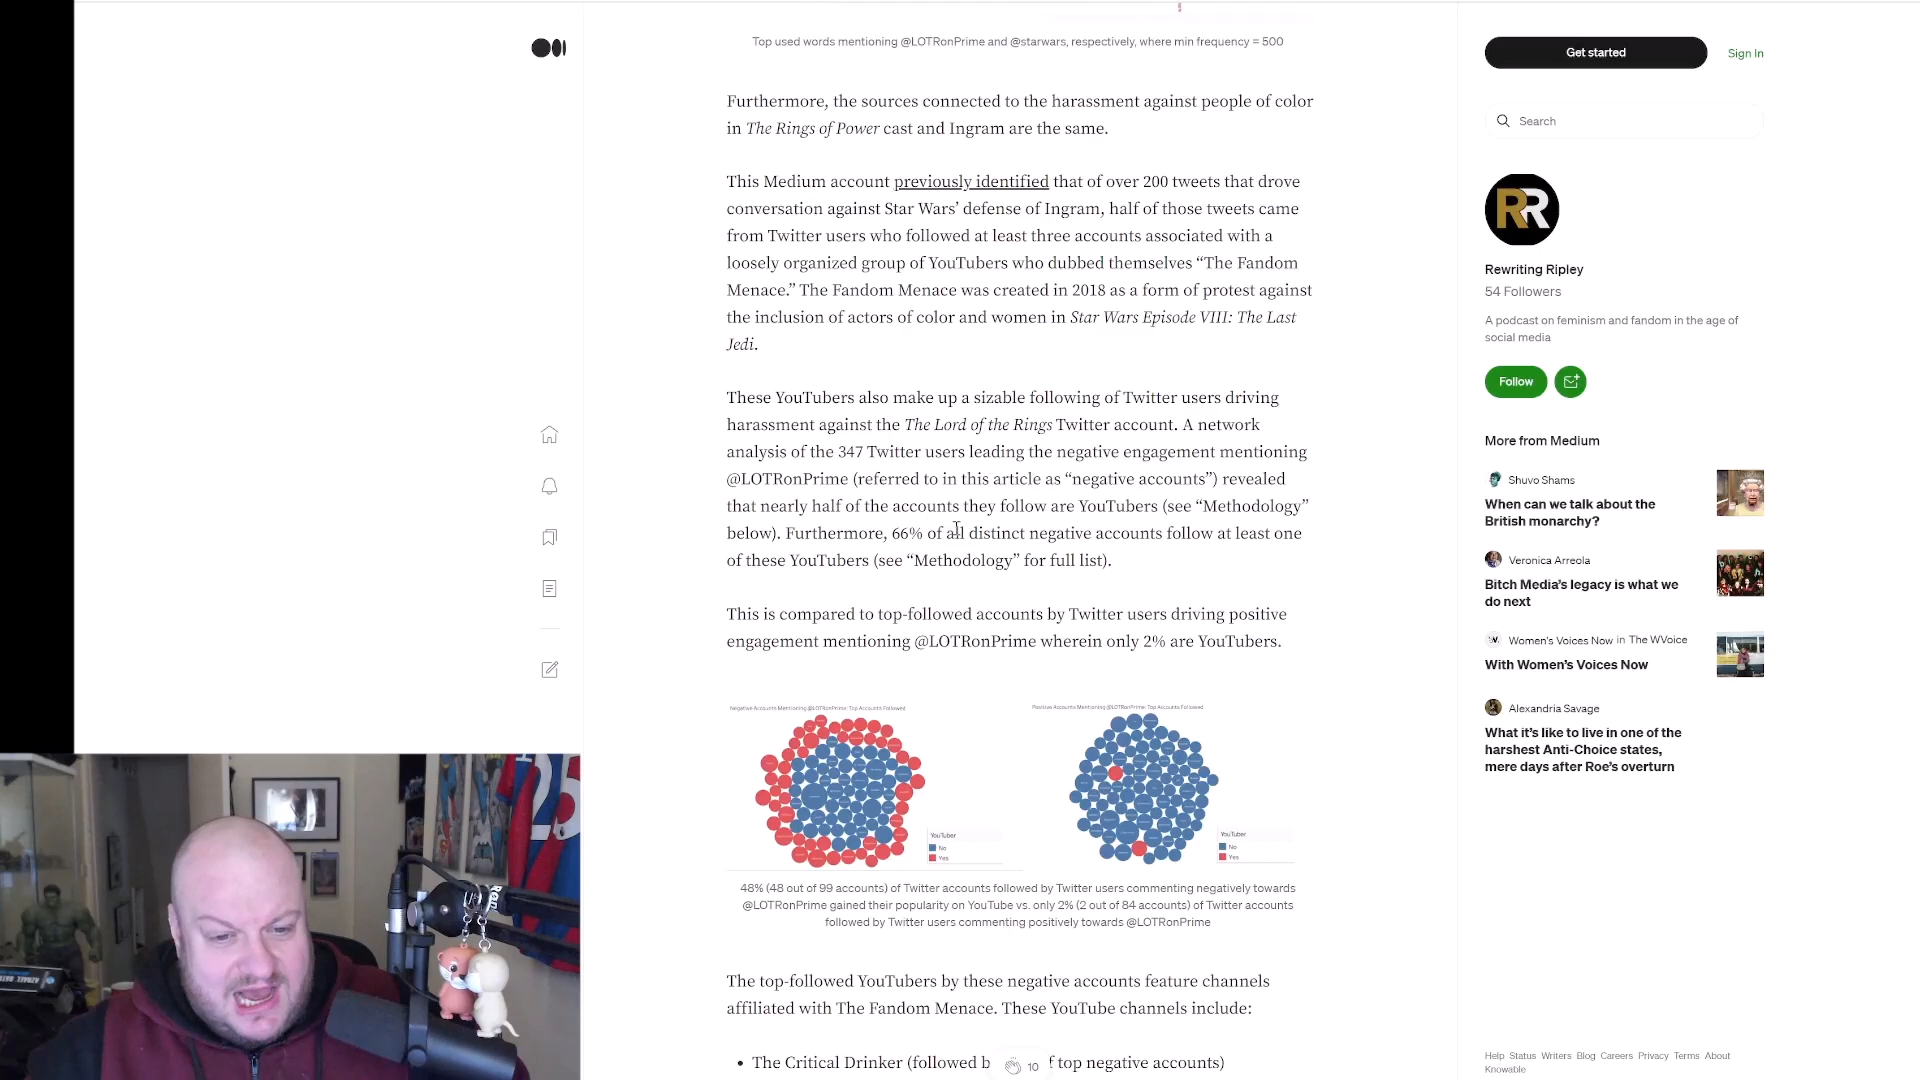 Top used words mentioning @LOTRonPrime and @starwars, respectively, where min frequency = 500
Furthermore, the sources connected to the harassment against people of color
in The Rings of Power cast and Ingram are the same.
This Medium account previously identified that of over 200 tweets that drove
conversation against Star Wars’ defense of Ingram, half of those tweets came
from Twitter users who followed at least three accounts associated with a
loosely organized group of YouTubers who dubbed themselves “The Fandom
Menace.” The Fandom Menace was created in 2018 as a form of protest against
the inclusion of actors of color and women in Star Wars Episode VIII: The Last
Jedi.
These YouTubers also make up a sizable following of Twitter users driving
harassment against the The Lord of the Rings Twitter account. A network
analysis of the 347 Twitter users leading the negative engagement mentioning
@LOTRonPrime (referred to in this article as “negative accounts”) revealed
that nearly half of the accounts they follow are YouTubers (see “Methodology”
below). Furthermore, 66% of all distinct negative accounts follow at least one
of these YouTubers (see “Methodology” for full list).
This is compared to top-followed accounts by Twitter users driving positive
engagement mentioning @LOTRonPrime wherein only 2% are YouTubers.
Negative Accounts Mentioning @LOTRonPrime: Top Accounts Followed
YouTuber
No
Yes
Positive Accounts Mentioning @LOTRonPrime: Top Accounts Followed
YouTuber
No
Yes
48% (48 out of 99 accounts) of Twitter accounts followed by Twitter users commenting negatively towards
@LOTRonPrime gained their popularity on YouTube vs. only 2% (2 out of 84 accounts) of Twitter accounts
followed by Twitter users commenting positively towards @LOTRonPrime
The top-followed YouTubers by these negative accounts feature channels
affiliated with The Fandom Menace. These YouTube channels include:
• The Critical Drinker (followed b f top negative accounts)
10
Get started
Sign In
Search
RR
Rewriting Ripley
54 Followers
A podcast on feminism and fandom in the age of
social media
Follow
More from Medium
Shuvo Shams
When can we talk about the
British monarchy?
Veronica Arreola
Bitch Media’s legacy is what we
do next
Women's Voices Now in The WVoice
With Women’s Voices Now
Alexandria Savage
What it’s like to live in one of the
harshest Anti-Choice states,
mere days after Roe’s overturn
Help Status Writers Blog Careers Privacy Terms About
Knowable